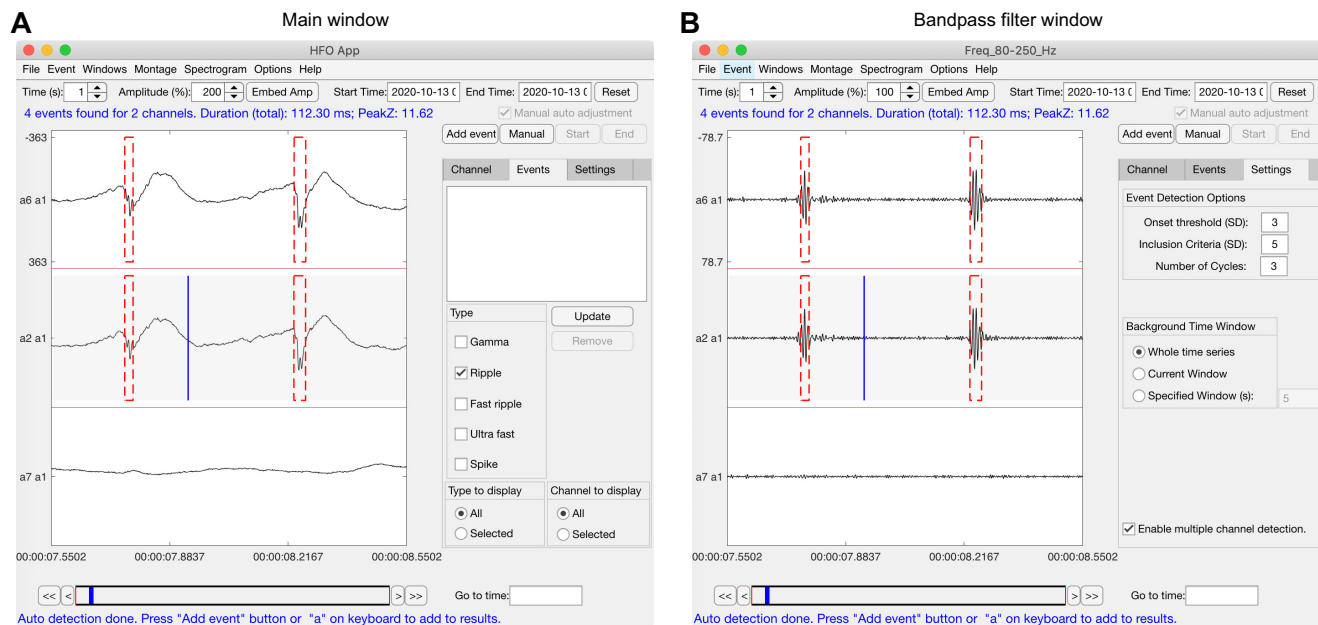 A Main window
HFO App
File Event Windows Montage Spectrogram Options Help
Time (s): 1 Amplitude (%): 200 Embed Amp Start Time: 2020-10-13 ( End Time: 2020-10-13 ( Reset
4 events found for 2 channels. Duration (total): 112.30 ms; PeakZ: 11.62
Manual auto adjustment
Add event Manual Start End
Channel Events Settings
-363
a6 a1
363
a2 a1
a7 a1
Type
Gamma
Ripple
Fast ripple
Ultra fast
Spike
Update
Remove
Type to display
All
Selected
Channel to display
All
Selected
00:00:07.5502 00:00:07.8837 00:00:08.2167 00:00:08.5502
<< < > >> Go to time:
Auto detection done. Press "Add event" button or "a" on keyboard to add to results.
B Bandpass filter window
Freq_80-250_Hz
File Event Windows Montage Spectrogram Options Help
Time (s): 1 Amplitude (%): 100 Embed Amp Start Time: 2020-10-13 ( End Time: 2020-10-13 ( Reset
4 events found for 2 channels. Duration (total): 112.30 ms; PeakZ: 11.62
Manual auto adjustment
Add event Manual Start End
Channel Events Settings
-78.7
a6 a1
78.7
a2 a1
a7 a1
Event Detection Options
Onset threshold (SD): 3
Inclusion Criteria (SD): 5
Number of Cycles: 3
Background Time Window
Whole time series
Current Window
Specified Window (s): 5
Enable multiple channel detection.
00:00:07.5502 00:00:07.8837 00:00:08.2167 00:00:08.5502
<< < > >> Go to time:
Auto detection done. Press "Add event" button or "a" on keyboard to add to results.